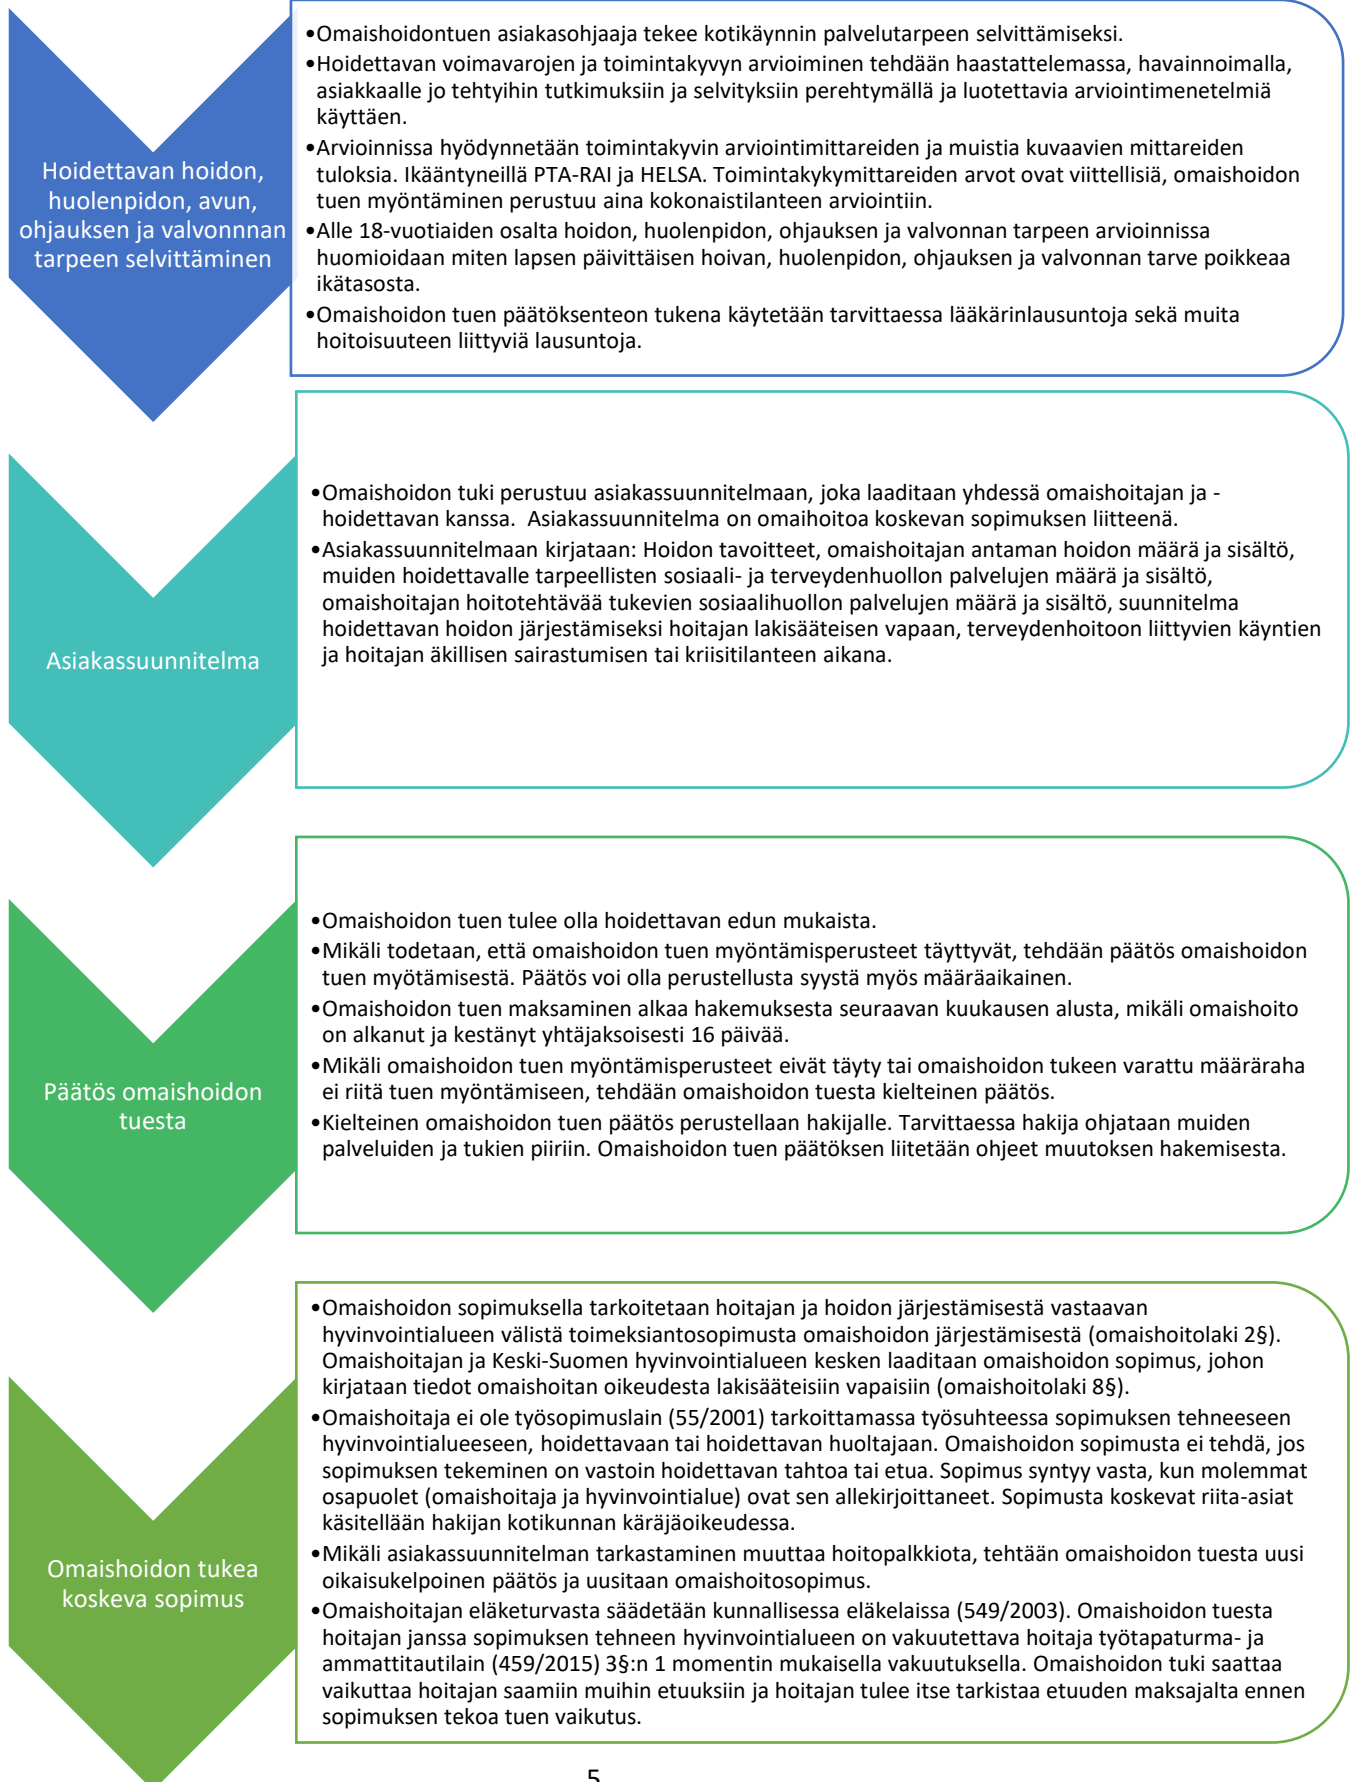 Hoidettavan hoidon,
huolenpidon, avun,
ohjauksen ja valvonnnan
tarpeen selvittäminen
•Omaishoidontuen asiakasohjaaja tekee kotikäynnin palvelutarpeen selvittämiseksi.
•Hoidettavan voimavarojen ja toimintakyvyn arvioiminen tehdään haastattelemassa, havainnoimalla,
asiakkaalle jo tehtyihin tutkimuksiin ja selvityksiin perehtymällä ja luotettavia arviointimenetelmiä
käyttäen.
•Arvioinnissa hyödynnetään toimintakyvin arviointimittareiden ja muistia kuvaavien mittareiden
tuloksia. Ikääntyneillä PTA-RAI ja HELSA. Toimintakykymittareiden arvot ovat viittellisiä, omaishoidon
tuen myöntäminen perustuu aina kokonaistilanteen arviointiin.
•Alle 18-vuotiaiden osalta hoidon, huolenpidon, ohjauksen ja valvonnan tarpeen arvioinnissa
huomioidaan miten lapsen päivittäisen hoivan, huolenpidon, ohjauksen ja valvonnan tarve poikkeaa
ikätasosta.
•Omaishoidon tuen päätöksenteon tukena käytetään tarvittaessa lääkärinlausuntoja sekä muita
hoitoisuuteen liittyviä lausuntoja.
Asiakassuunnitelma
•Omaishoidon tuki perustuu asiakassuunnitelmaan, joka laaditaan yhdessä omaishoitajan ja -
hoidettavan kanssa.  Asiakassuunnitelma on omaihoitoa koskevan sopimuksen liitteenä.
•Asiakassuunnitelmaan kirjataan: Hoidon tavoitteet, omaishoitajan antaman hoidon määrä ja sisältö,
muiden hoidettavalle tarpeellisten sosiaali- ja terveydenhuollon palvelujen määrä ja sisältö,
omaishoitajan hoitotehtävää tukevien sosiaalihuollon palvelujen määrä ja sisältö, suunnitelma
hoidettavan hoidon järjestämiseksi hoitajan lakisääteisen vapaan, terveydenhoitoon liittyvien käyntien
ja hoitajan äkillisen sairastumisen tai kriisitilanteen aikana.
Päätös omaishoidon
tuesta
•Omaishoidon tuen tulee olla hoidettavan edun mukaista.
•Mikäli todetaan, että omaishoidon tuen myöntämisperusteet täyttyvät, tehdään päätös omaishoidon
tuen myötämisestä. Päätös voi olla perustellusta syystä myös määräaikainen.
•Omaishoidon tuen maksaminen alkaa hakemuksesta seuraavan kuukausen alusta, mikäli omaishoito
on alkanut ja kestänyt yhtäjaksoisesti 16 päivää.
•Mikäli omaishoidon tuen myöntämisperusteet eivät täyty tai omaishoidon tukeen varattu määräraha
ei riitä tuen myöntämiseen, tehdään omaishoidon tuesta kielteinen päätös.
•Kielteinen omaishoidon tuen päätös perustellaan hakijalle. Tarvittaessa hakija ohjataan muiden
palveluiden ja tukien piiriin. Omaishoidon tuen päätöksen liitetään ohjeet muutoksen hakemisesta.
Omaishoidon tukea
koskeva sopimus
•Omaishoidon sopimuksella tarkoitetaan hoitajan ja hoidon järjestämisestä vastaavan
hyvinvointialueen välistä toimeksiantosopimusta omaishoidon järjestämisestä (omaishoitolaki 2§).
Omaishoitajan ja Keski-Suomen hyvinvointialueen kesken laaditaan omaishoidon sopimus, johon
kirjataan tiedot omaishoitan oikeudesta lakisääteisiin vapaisiin (omaishoitolaki 8§).
•Omaishoitaja ei ole työsopimuslain (55/2001) tarkoittamassa työsuhteessa sopimuksen tehneeseen
hyvinvointialueeseen, hoidettavaan tai hoidettavan huoltajaan. Omaishoidon sopimusta ei tehdä, jos
sopimuksen tekeminen on vastoin hoidettavan tahtoa tai etua. Sopimus syntyy vasta, kun molemmat
osapuolet (omaishoitaja ja hyvinvointialue) ovat sen allekirjoittaneet. Sopimusta koskevat riita-asiat
käsitellään hakijan kotikunnan käräjäoikeudessa.
•Mikäli asiakassuunnitelman tarkastaminen muuttaa hoitopalkkiota, tehtään omaishoidon tuesta uusi
oikaisukelpoinen päätös ja uusitaan omaishoitosopimus.
•Omaishoitajan eläketurvasta säädetään kunnallisessa eläkelaissa (549/2003). Omaishoidon tuesta
hoitajan janssa sopimuksen tehneen hyvinvointialueen on vakuutettava hoitaja työtapaturma- ja
ammattitautilain (459/2015) 3§:n 1 momentin mukaisella vakuutuksella. Omaishoidon tuki saattaa
vaikuttaa hoitajan saamiin muihin etuuksiin ja hoitajan tulee itse tarkistaa etuuden maksajalta ennen
sopimuksen tekoa tuen vaikutus.
5